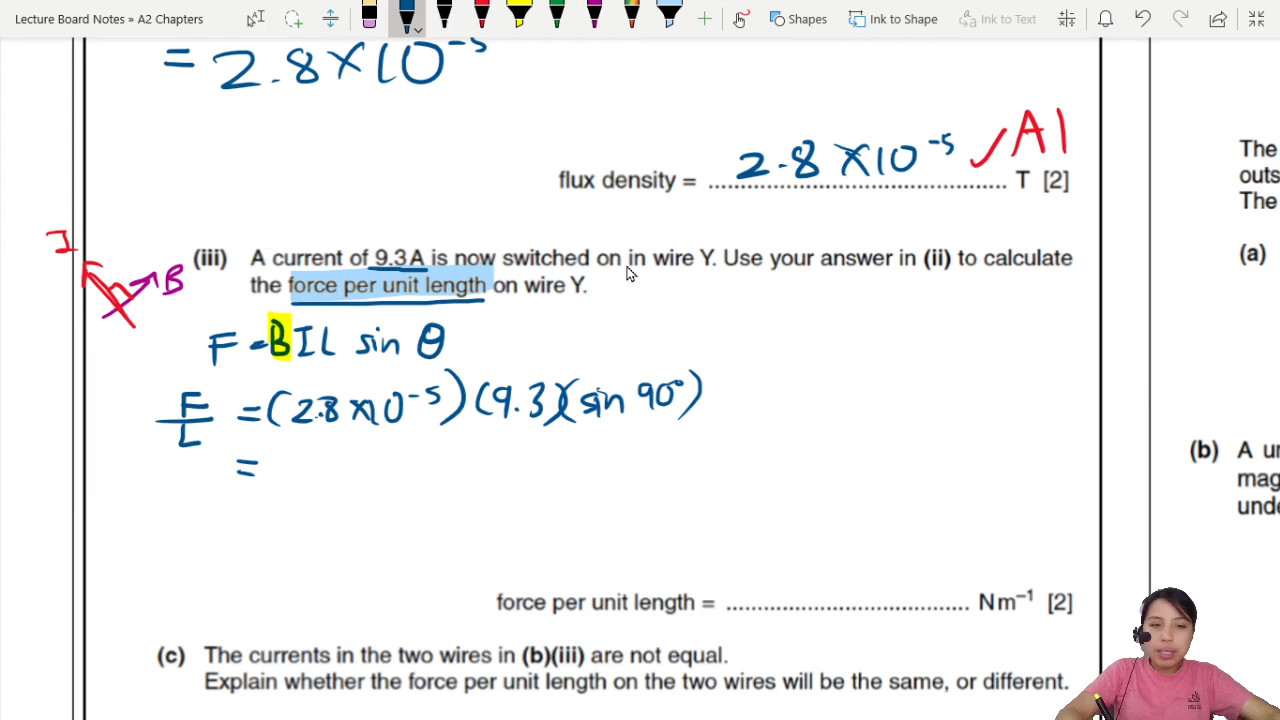 Lecture Board Notes » A2 Chapters
Shapes
Ink to Shape
Ink to Text
= 2.8×10⁻⁵
flux density = 2.8×10⁻⁵ T [2] ✓ A1
(iii) A current of 9.3A is now switched on in wire Y. Use your answer in (ii) to calculate
the force per unit length on wire Y.
I
B
F = BIL sin θ
F/L = (2.8×10⁻⁵)(9.3)(sin 90°)
=
force per unit length = ........................................ N m⁻¹ [2]
(c) The currents in the two wires in (b)(iii) are not equal.
Explain whether the force per unit length on the two wires will be the same, or different.
The
outs
The
(a)
(b) A u
mag
unde